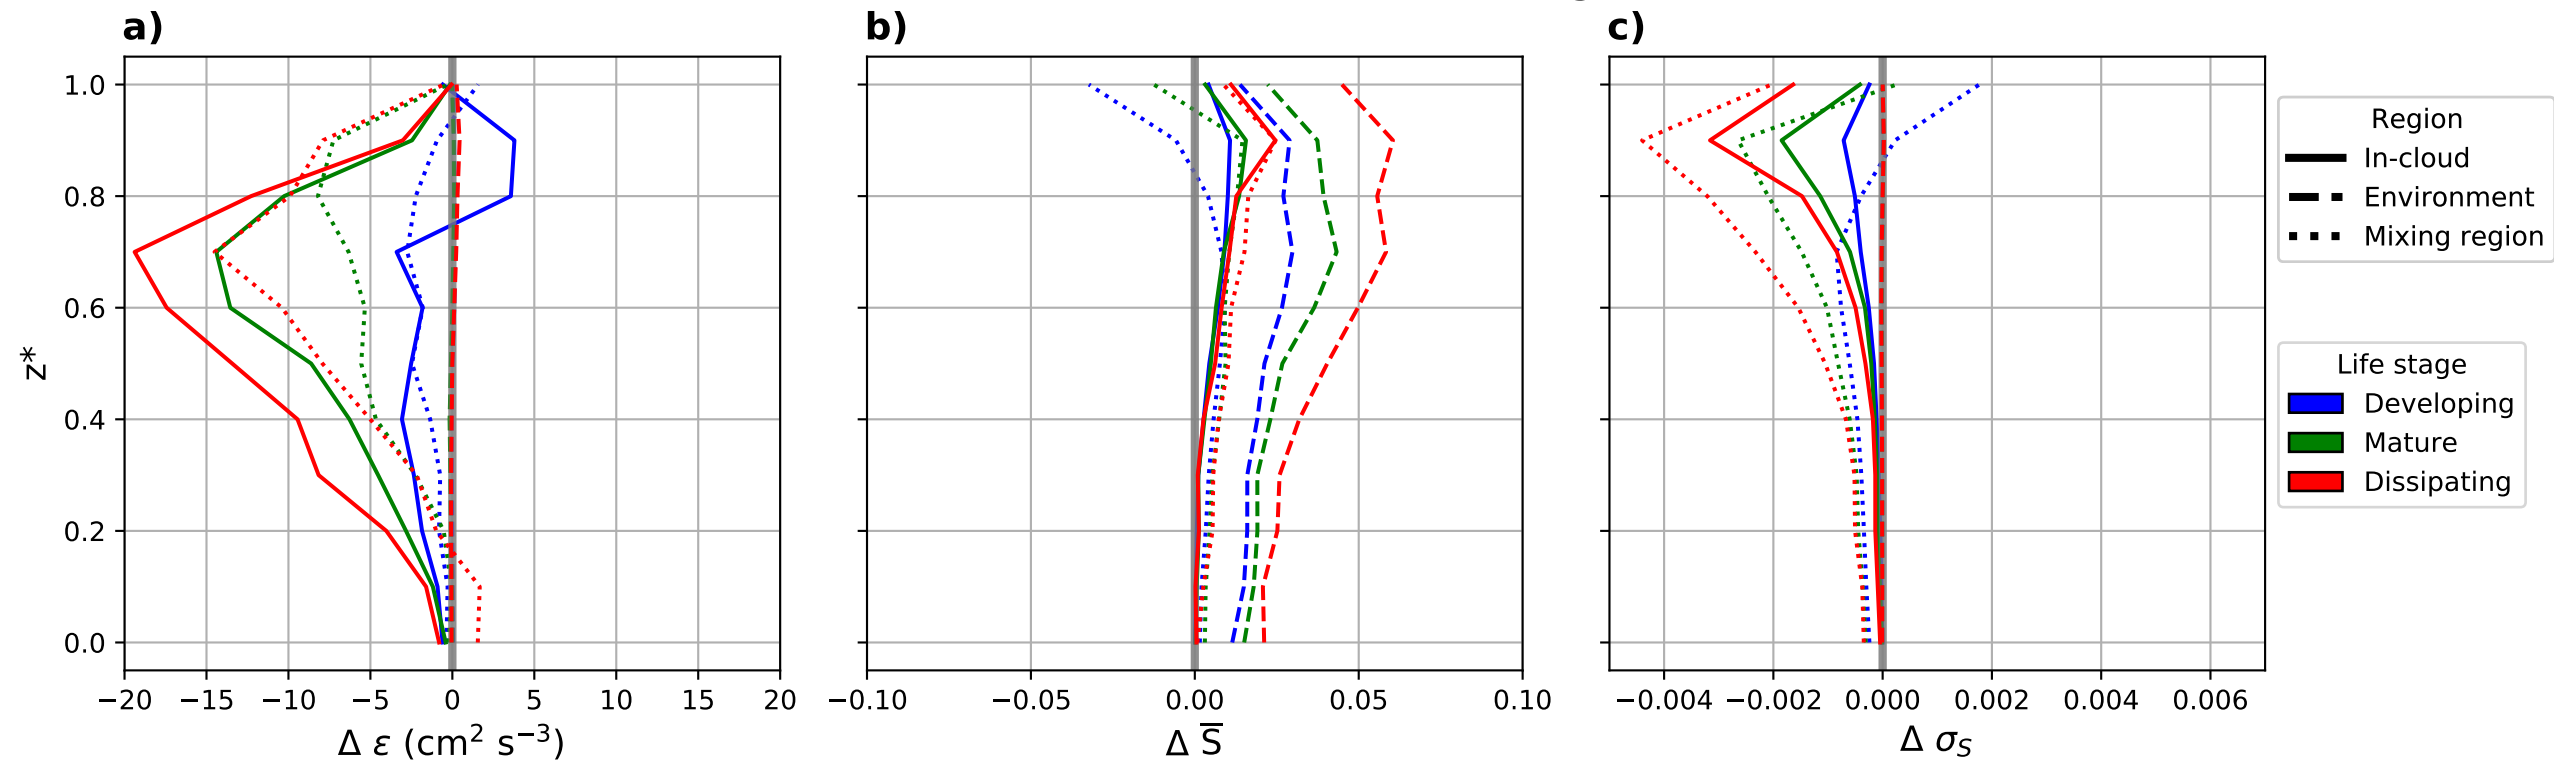 a)
b)
c)
1.0
0.8
0.6
0.4
0.2
0.0
z*
−20 −15 −10 −5 0 5 10 15 20
Δ ε (cm² s⁻³)
−0.10 −0.05 0.00 0.05 0.10
Δ S̅
−0.004 −0.002 0.000 0.002 0.004 0.006
Δ σ_S
Region
In-cloud
Environment
Mixing region
Life stage
Developing
Mature
Dissipating